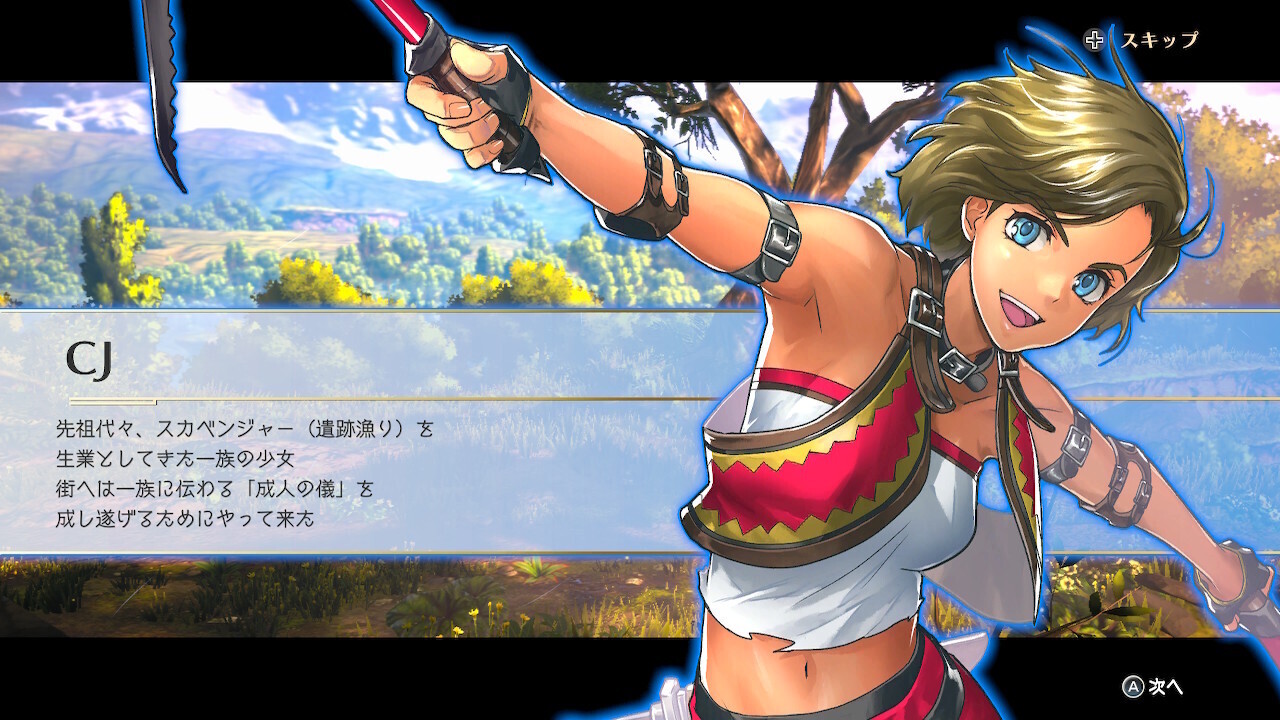 スキップ
CJ
先祖代々、スカベンジャー（遺跡漁り）を
生業としてきた一族の少女
街へは一族に伝わる「成人の儀」を
成し遂げるためにやって来た
A次へ